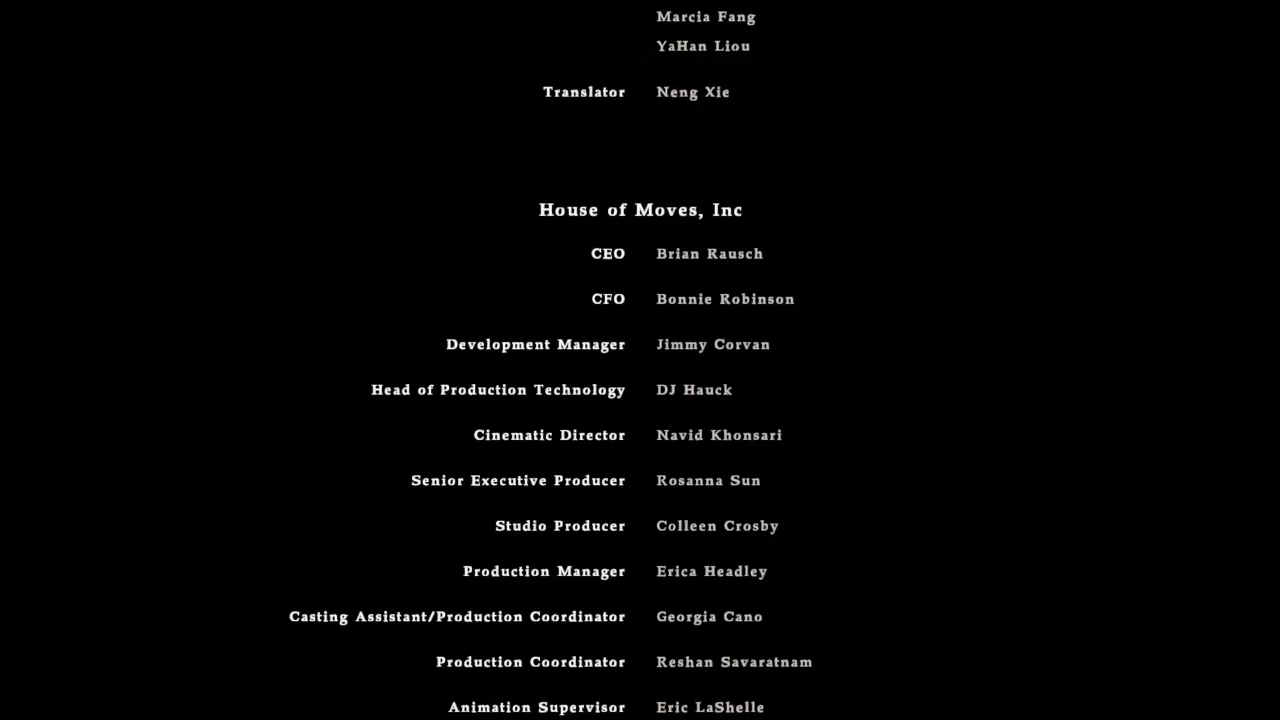 Marcia Fang
YaHan Liou
Translator Neng Xie
House of Moves, Inc
CEO Brian Rausch
CFO Bonnie Robinson
Development Manager Jimmy Corvan
Head of Production Technology DJ Hauck
Cinematic Director Navid Khonsari
Senior Executive Producer Rosanna Sun
Studio Producer Colleen Crosby
Production Manager Erica Headley
Casting Assistant/Production Coordinator Georgia Cano
Production Coordinator Reshan Savaratnam
Animation Supervisor Eric LaShelle